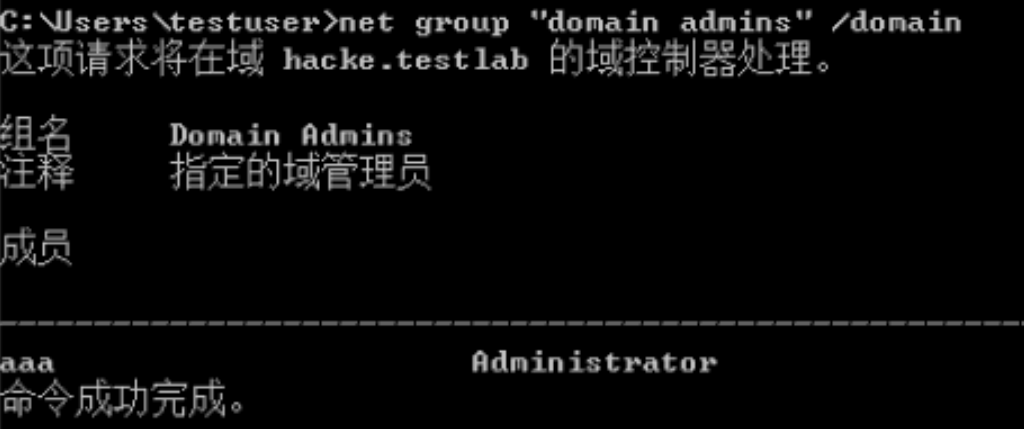 C:\Users\testuser>net group "domain admins" /domain
这项请求将在域 hacke.testlab 的域控制器处理。
组名 Domain Admins
注释 指定的域管理员
成员
-------------------------------------------------------------------------------
aaa Administrator
命令成功完成。